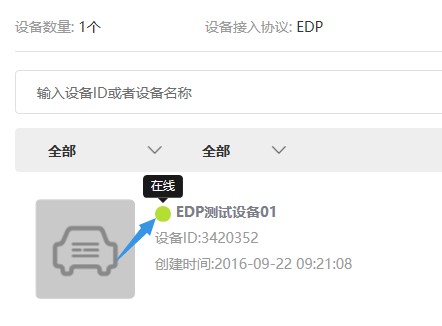 设备数量: 1个 设备接入协议: EDP
输入设备ID或者设备名称
全部 全部
在线
EDP测试设备01
设备ID:3420352
创建时间:2016-09-22 09:21:08